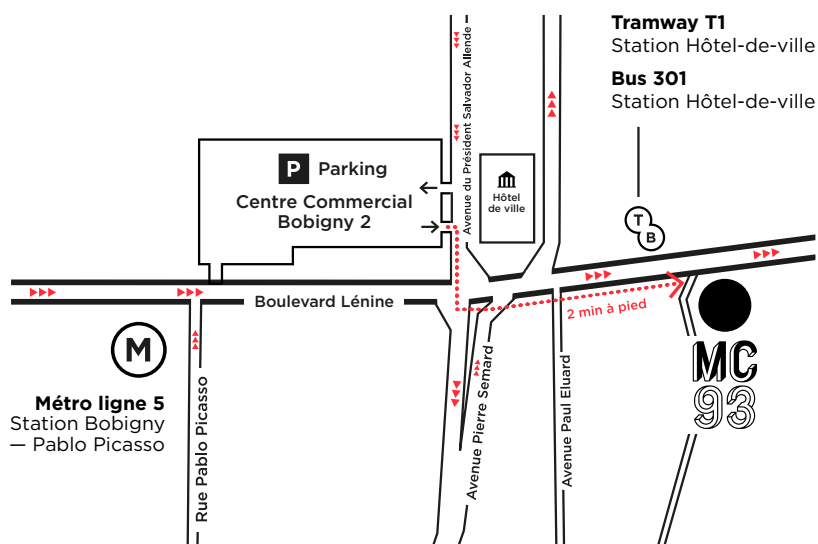 Tramway T1
Station Hôtel-de-ville
Bus 301
Station Hôtel-de-ville
Avenue du Président Salvador Allende
P Parking
Centre Commercial
Bobigny 2
Hôtel
de ville
T
B
Boulevard Lénine
2 min à pied
M
Métro ligne 5
Station Bobigny
— Pablo Picasso
Rue Pablo Picasso
Avenue Pierre Semard
Avenue Paul Eluard
MC
93